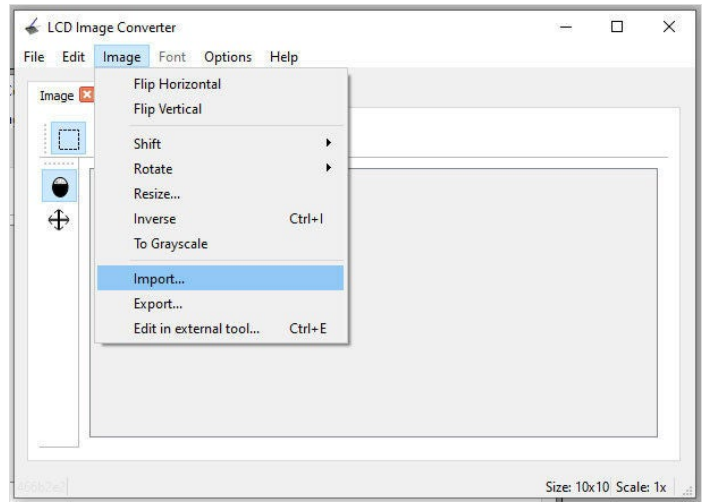 LCD Image Converter
File Edit Image Font Options Help
Image
Flip Horizontal
Flip Vertical
Shift
Rotate
Resize...
Inverse Ctrl+I
To Grayscale
Import...
Export...
Edit in external tool... Ctrl+E
Size: 10x10 Scale: 1x